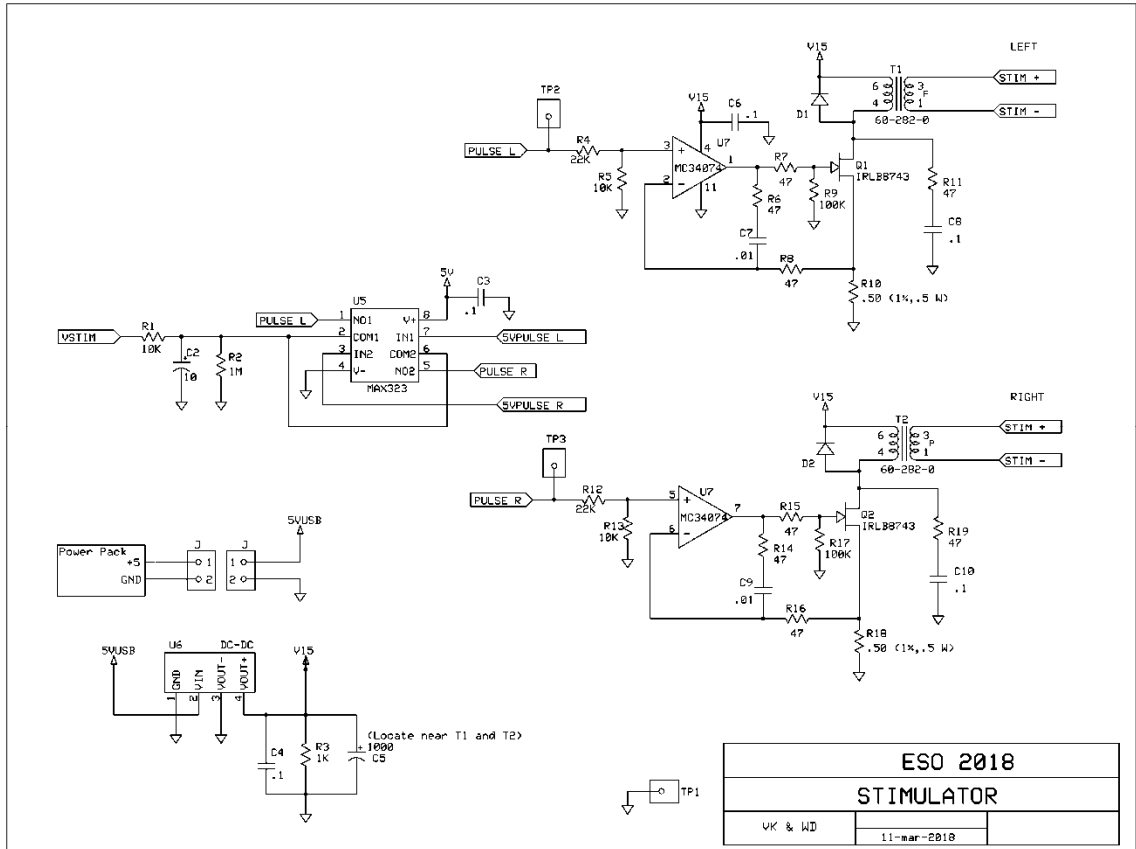 V15
LEFT
T1
6
3
P
4
1
60-282-0
STIM +
STIM -
D1
TP2
V15
C6
.1
U7
PULSE L
R4
22K
R5
10K
3
+
4
MC34074
1
2
-
11
R7
47
R6
47
R9
100K
Q1
IRLB8743
R11
47
C7
.01
C8
.1
R8
47
R10
.50 (1%,.5 W)
5V
C3
.1
U5
PULSE L
1
NO1
V+
8
VSTIM
R1
10K
2
COM1
IN1
7
5VPULSE L
C2
+
10
R2
1M
3
IN2
COM2
6
4
V-
NO2
5
PULSE R
MAX323
5VPULSE R
V15
RIGHT
T2
6
3
P
4
1
60-282-0
STIM +
STIM -
D2
TP3
PULSE R
R12
22K
R13
10K
5
+
U7
MC34074
7
6
-
R15
47
R14
47
R17
100K
Q2
IRLB8743
R19
47
C9
.01
C10
.1
R16
47
R18
.50 (1%,.5 W)
5VUSB
Power Pack
+5
GND
J
1
2
J
1
2
5VUSB
U6
DC-DC
V15
GND
VIN
VOUT-
VOUT+
1
2
3
4
C4
.1
R3
1K
+
1000
C5
(Locate near T1 and T2)
TP1
ESO 2018
STIMULATOR
VK & WD
11-mar-2018